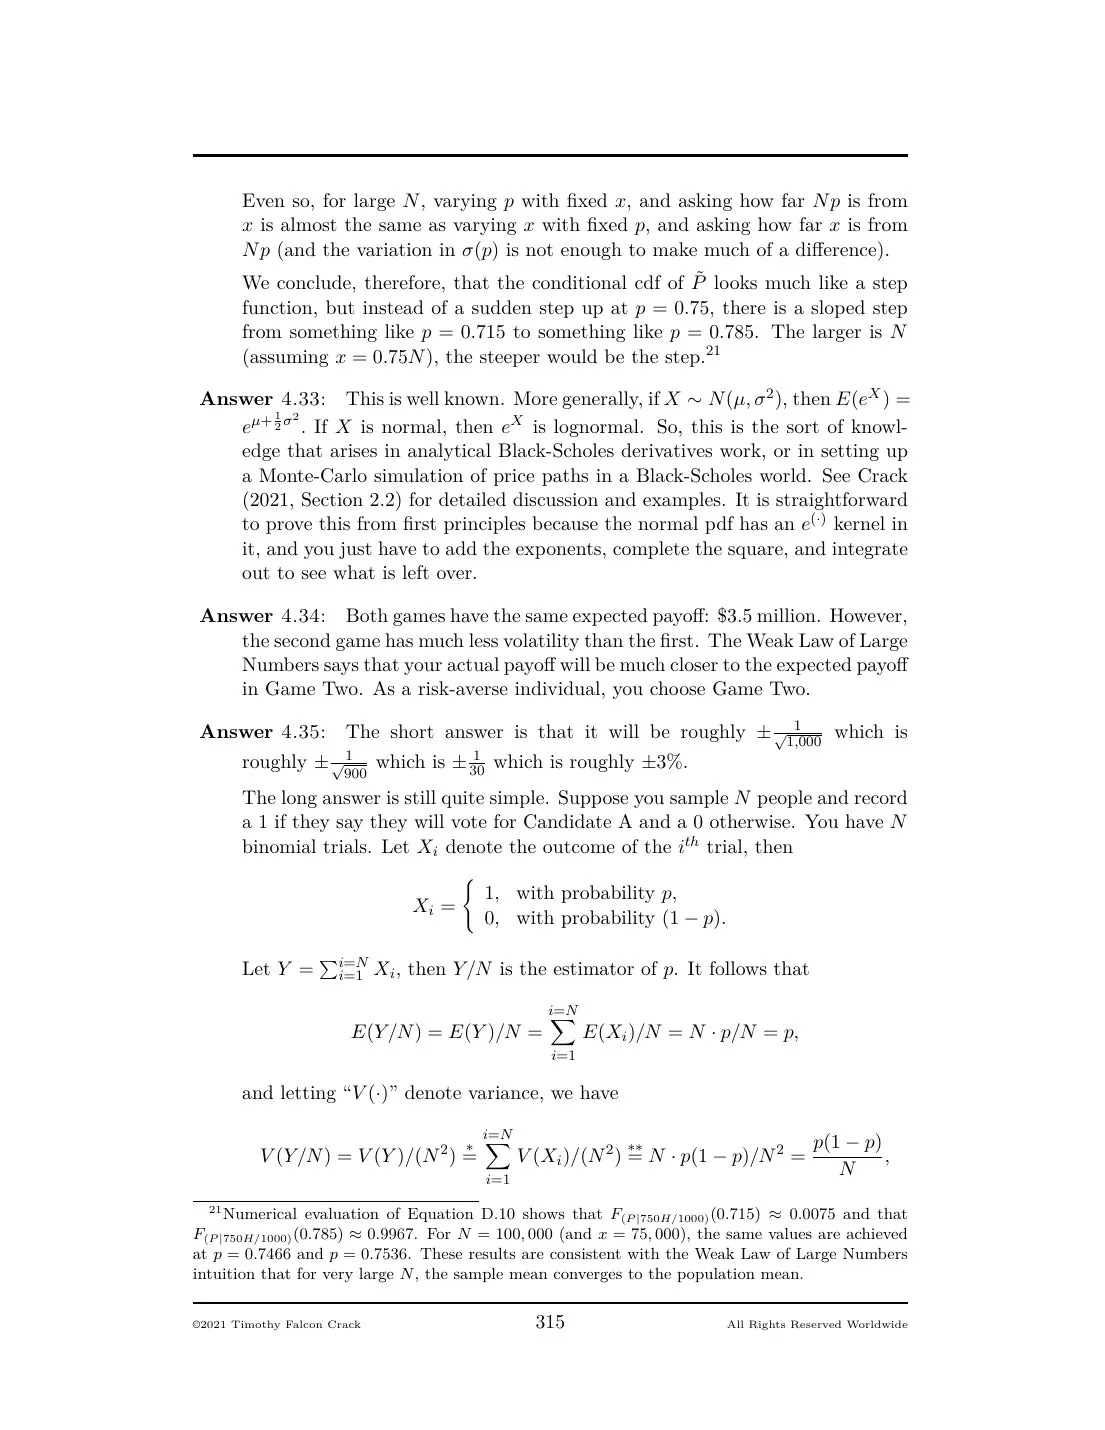 Even so, for large N, varying p with fixed x, and asking how far Np is from
x is almost the same as varying x with fixed p, and asking how far x is from
Np (and the variation in σ(p) is not enough to make much of a difference).
We conclude, therefore, that the conditional cdf of P̃ looks much like a step
function, but instead of a sudden step up at p = 0.75, there is a sloped step
from something like p = 0.715 to something like p = 0.785. The larger is N
(assuming x = 0.75N), the steeper would be the step.²¹
Answer 4.33: This is well known. More generally, if X ∼ N(μ, σ²), then E(e^X) =
e^{μ+½σ²}. If X is normal, then e^X is lognormal. So, this is the sort of knowl-
edge that arises in analytical Black-Scholes derivatives work, or in setting up
a Monte-Carlo simulation of price paths in a Black-Scholes world. See Crack
(2021, Section 2.2) for detailed discussion and examples. It is straightforward
to prove this from first principles because the normal pdf has an e^(·) kernel in
it, and you just have to add the exponents, complete the square, and integrate
out to see what is left over.
Answer 4.34: Both games have the same expected payoff: $3.5 million. However,
the second game has much less volatility than the first. The Weak Law of Large
Numbers says that your actual payoff will be much closer to the expected payoff
in Game Two. As a risk-averse individual, you choose Game Two.
Answer 4.35: The short answer is that it will be roughly ±1/√1,000 which is
roughly ±1/√900 which is ±1/30 which is roughly ±3%.
The long answer is still quite simple. Suppose you sample N people and record
a 1 if they say they will vote for Candidate A and a 0 otherwise. You have N
binomial trials. Let X_i denote the outcome of the i^th trial, then
X_i = { 1, with probability p,
0, with probability (1 − p).
Let Y = ∑_{i=1}^{i=N} X_i, then Y/N is the estimator of p. It follows that
E(Y/N) = E(Y)/N = ∑_{i=1}^{i=N} E(X_i)/N = N · p/N = p,
and letting “V(·)” denote variance, we have
V(Y/N) = V(Y)/(N²) =^* ∑_{i=1}^{i=N} V(X_i)/(N²) =^** N · p(1 − p)/N² = p(1 − p)/N,
²¹Numerical evaluation of Equation D.10 shows that F_(P|750H/1000)(0.715) ≈ 0.0075 and that
F_(P|750H/1000)(0.785) ≈ 0.9967. For N = 100,000 (and x = 75,000), the same values are achieved
at p = 0.7466 and p = 0.7536. These results are consistent with the Weak Law of Large Numbers
intuition that for very large N, the sample mean converges to the population mean.
©2021 Timothy Falcon Crack 315 All Rights Reserved Worldwide